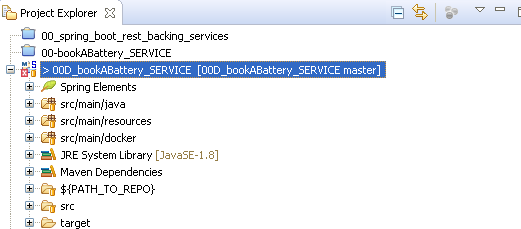 Project Explorer
00_spring_boot_rest_backing_services
00-bookABattery_SERVICE
> 00D_bookABattery_SERVICE [00D_bookABattery_SERVICE master]
Spring Elements
src/main/java
src/main/resources
src/main/docker
JRE System Library [JavaSE-1.8]
Maven Dependencies
${PATH_TO_REPO}
src
target